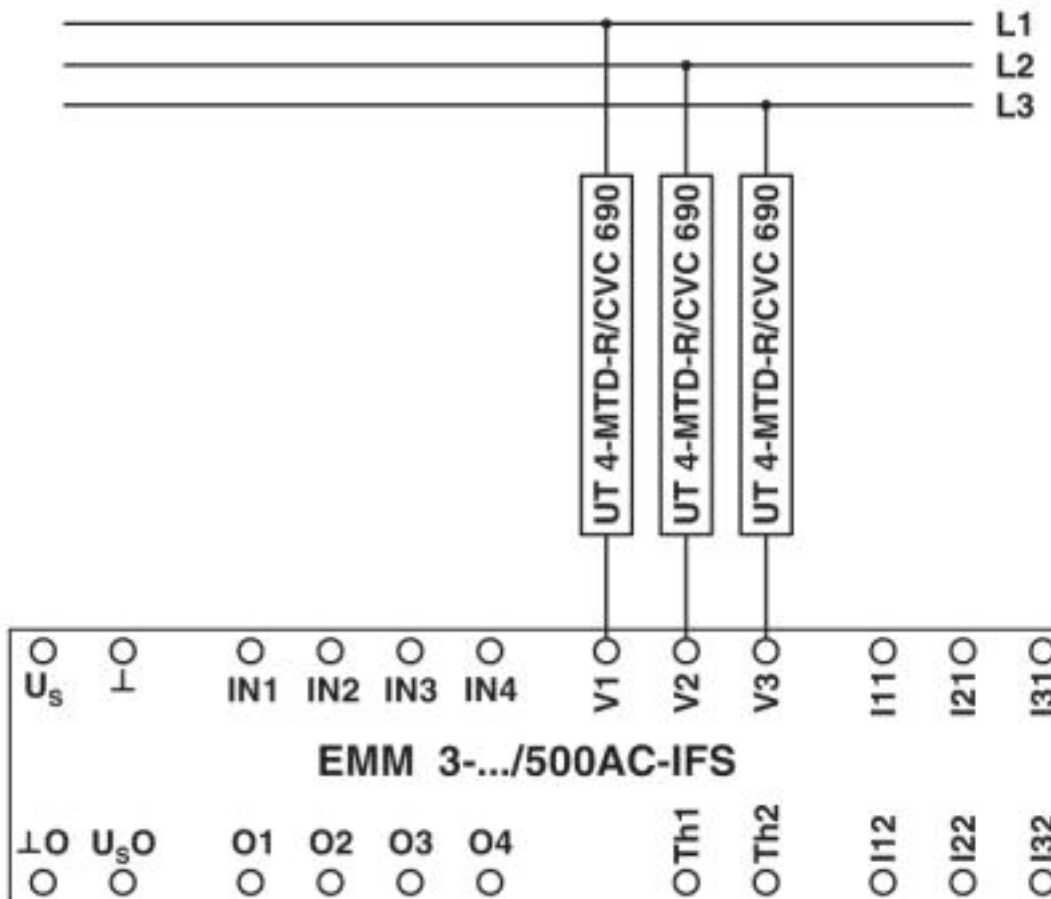 L1
L2
L3
UT 4-MTD-R/CVC 690
UT 4-MTD-R/CVC 690
UT 4-MTD-R/CVC 690
U_S ⊥ IN1 IN2 IN3 IN4 V1 V2 V3 I11 I21 I31
EMM 3-.../500AC-IFS
⊥O U_SO O1 O2 O3 O4 Th1 Th2 I12 I22 I32